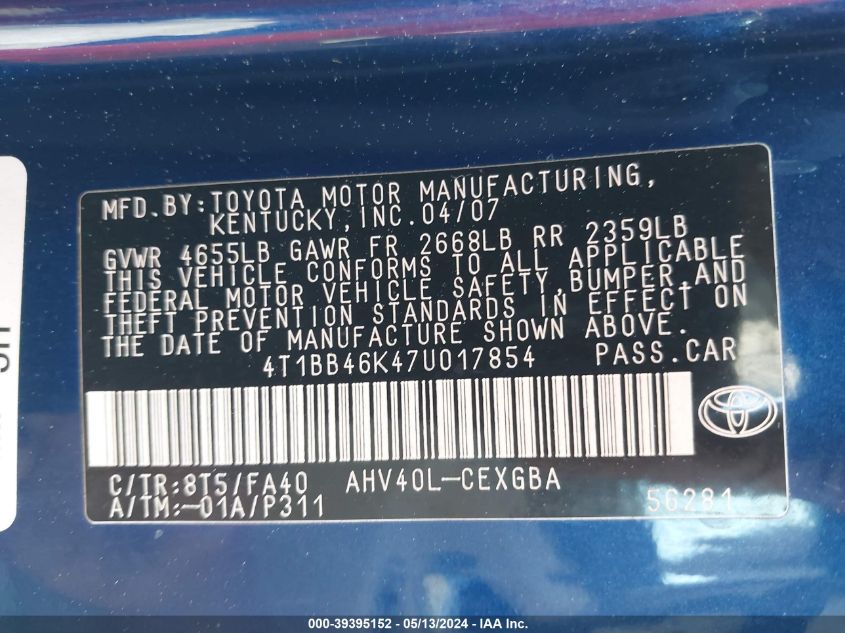 MFD.BY:TOYOTA MOTOR MANUFACTURING,
KENTUCKY,INC.04/07
GVWR 4655LB GAWR FR 2668LB RR 2359LB
THIS VEHICLE CONFORMS TO ALL APPLICABLE
FEDERAL MOTOR VEHICLE SAFETY,BUMPER,AND
THEFT PREVENTION STANDARDS IN EFFECT ON
THE DATE OF MANUFACTURE SHOWN ABOVE.
4T1BB46K47U017854 PASS.CAR
C/TR:8T5/FA40 AHV40L-CEXGBA
A/TM:-01A/P311 56281
000-39395152 - 05/13/2024 - IAA Inc.